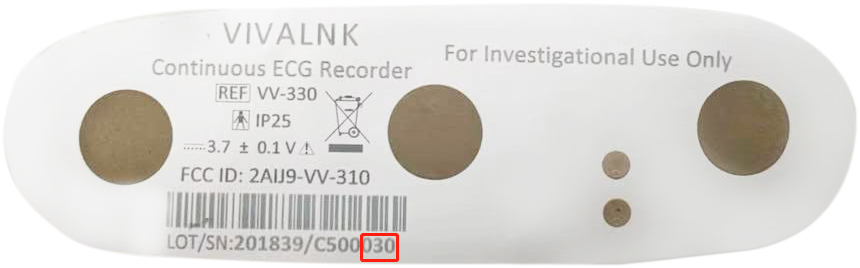 VIVALNK
Continuous ECG Recorder
For Investigational Use Only
REF VV-330
IP25
3.7 ± 0.1 V
FCC ID: 2AIJ9-VV-310
LOT/SN:201839/C500030